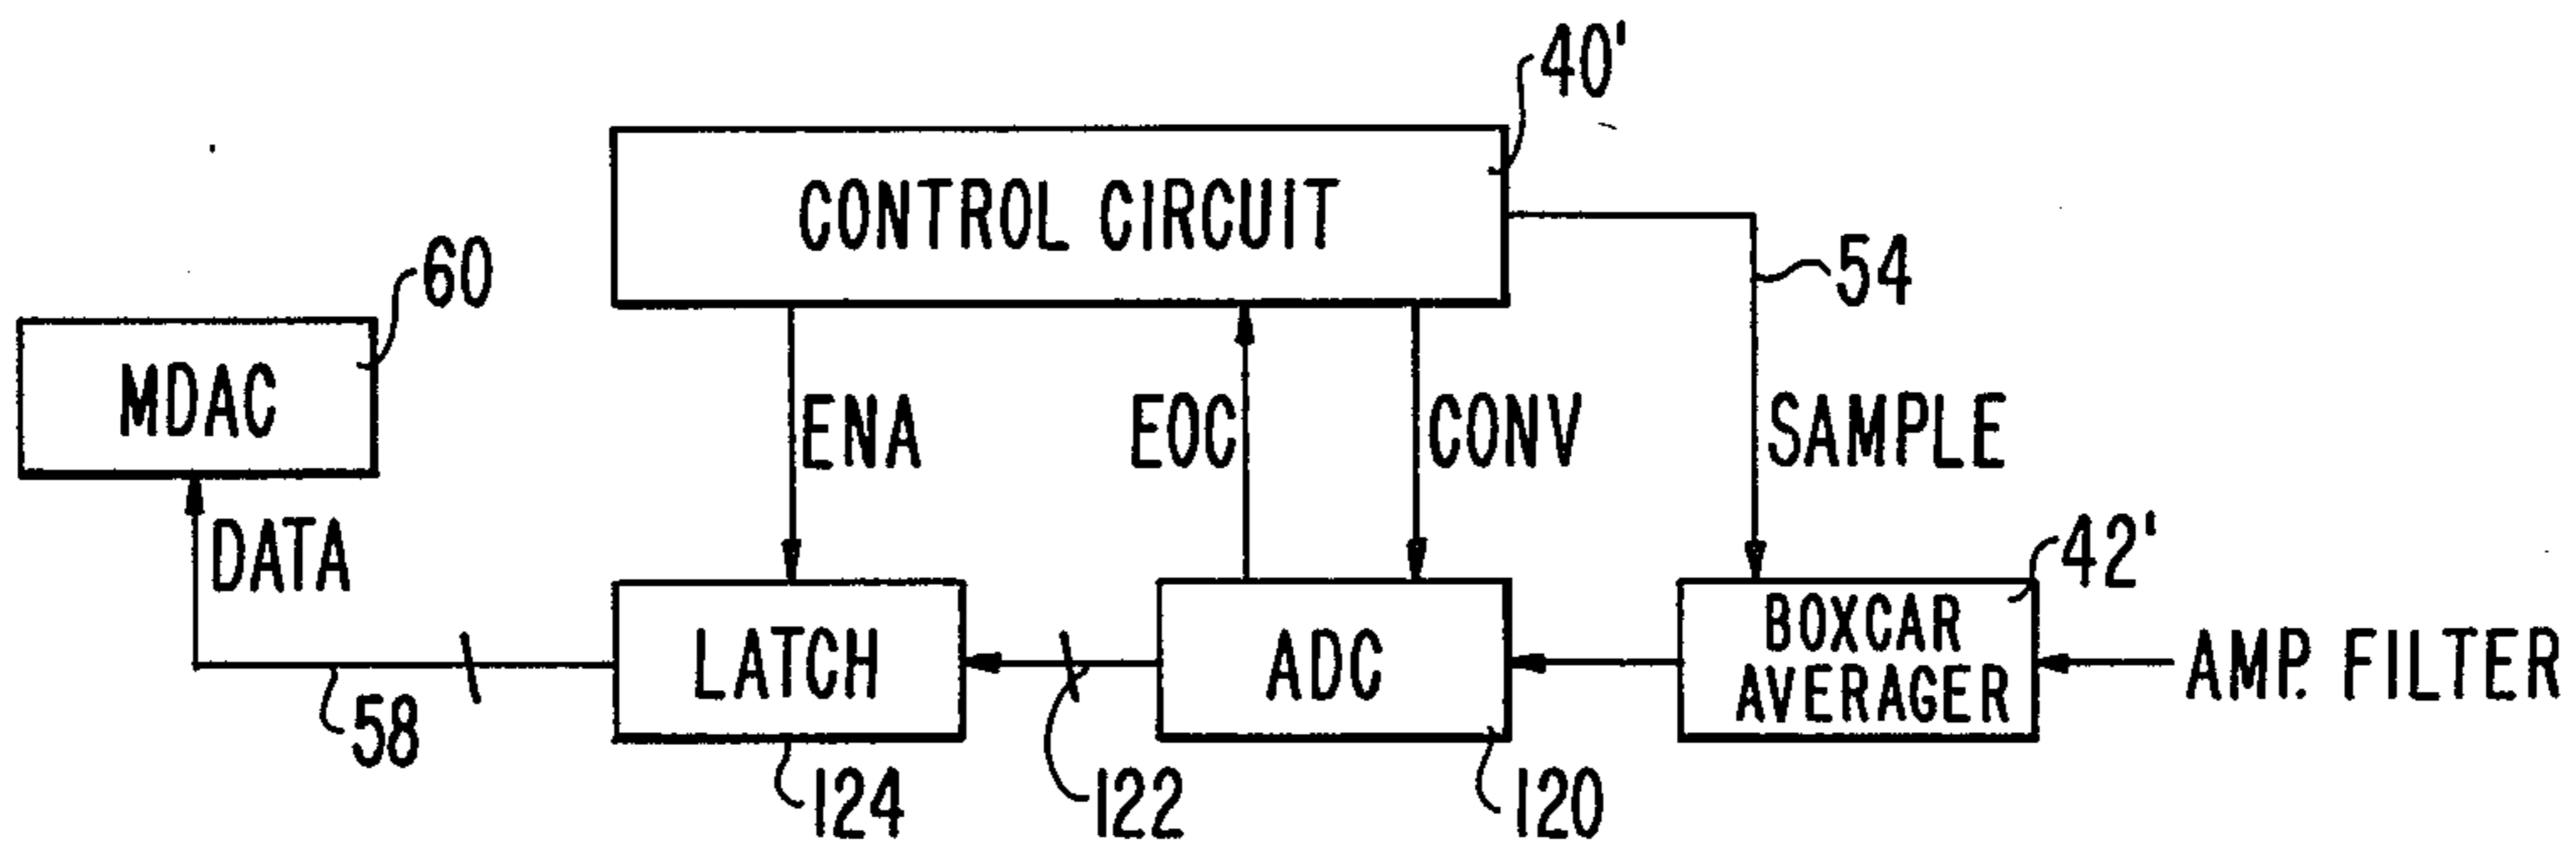 40'
CONTROL CIRCUIT
60
54
MDAC
ENA
EOC
CONV
SAMPLE
DATA
42'
LATCH
ADC
BOXCAR
AVERAGER
AMP. FILTER
58
124
122
120